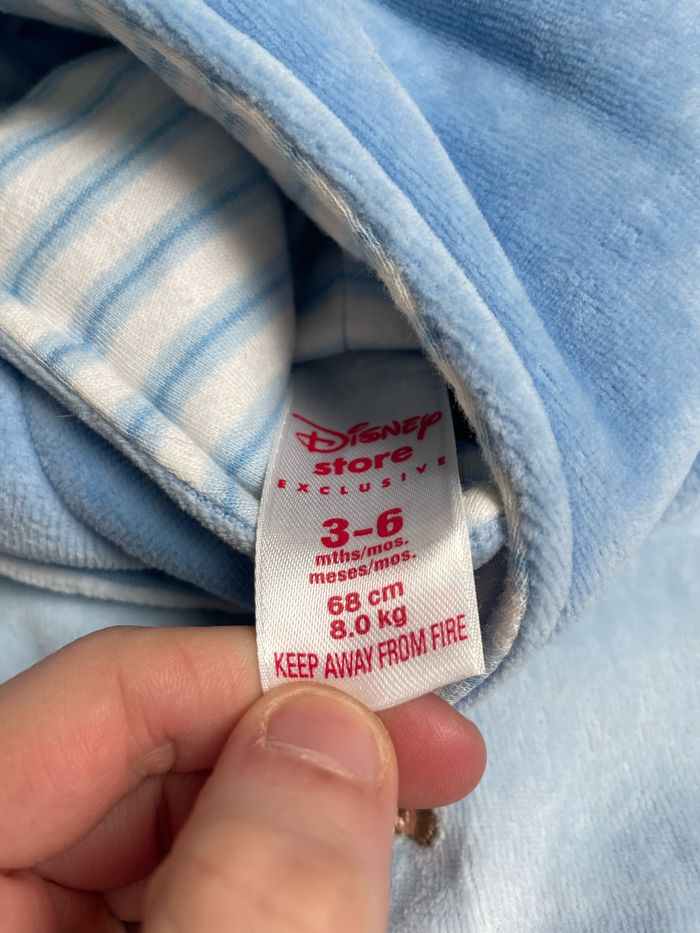 Disney
store
EXCLUSIVE
3-6
mths/mos.
meses/mos.
68 cm
8.0 kg
KEEP AWAY FROM FIRE